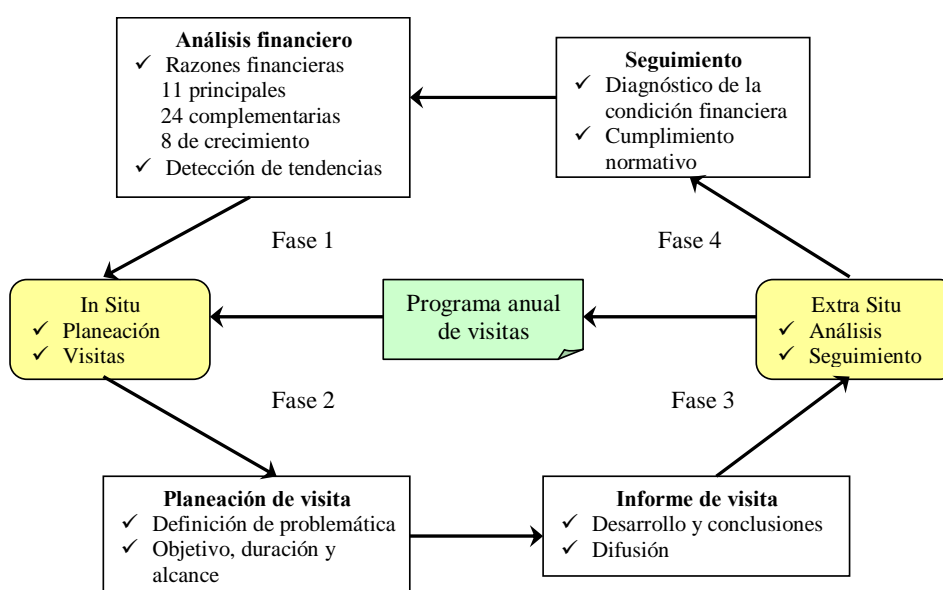 Análisis financiero
✓ Razones financieras
11 principales
24 complementarias
8 de crecimiento
✓ Detección de tendencias
Seguimiento
✓ Diagnóstico de la
condición financiera
✓ Cumplimiento
normativo
Fase 1
Fase 4
In Situ
✓ Planeación
✓ Visitas
Programa anual
de visitas
Extra Situ
✓ Análisis
✓ Seguimiento
Fase 2
Fase 3
Planeación de visita
✓ Definición de problemática
✓ Objetivo, duración y
alcance
Informe de visita
✓ Desarrollo y conclusiones
✓ Difusión